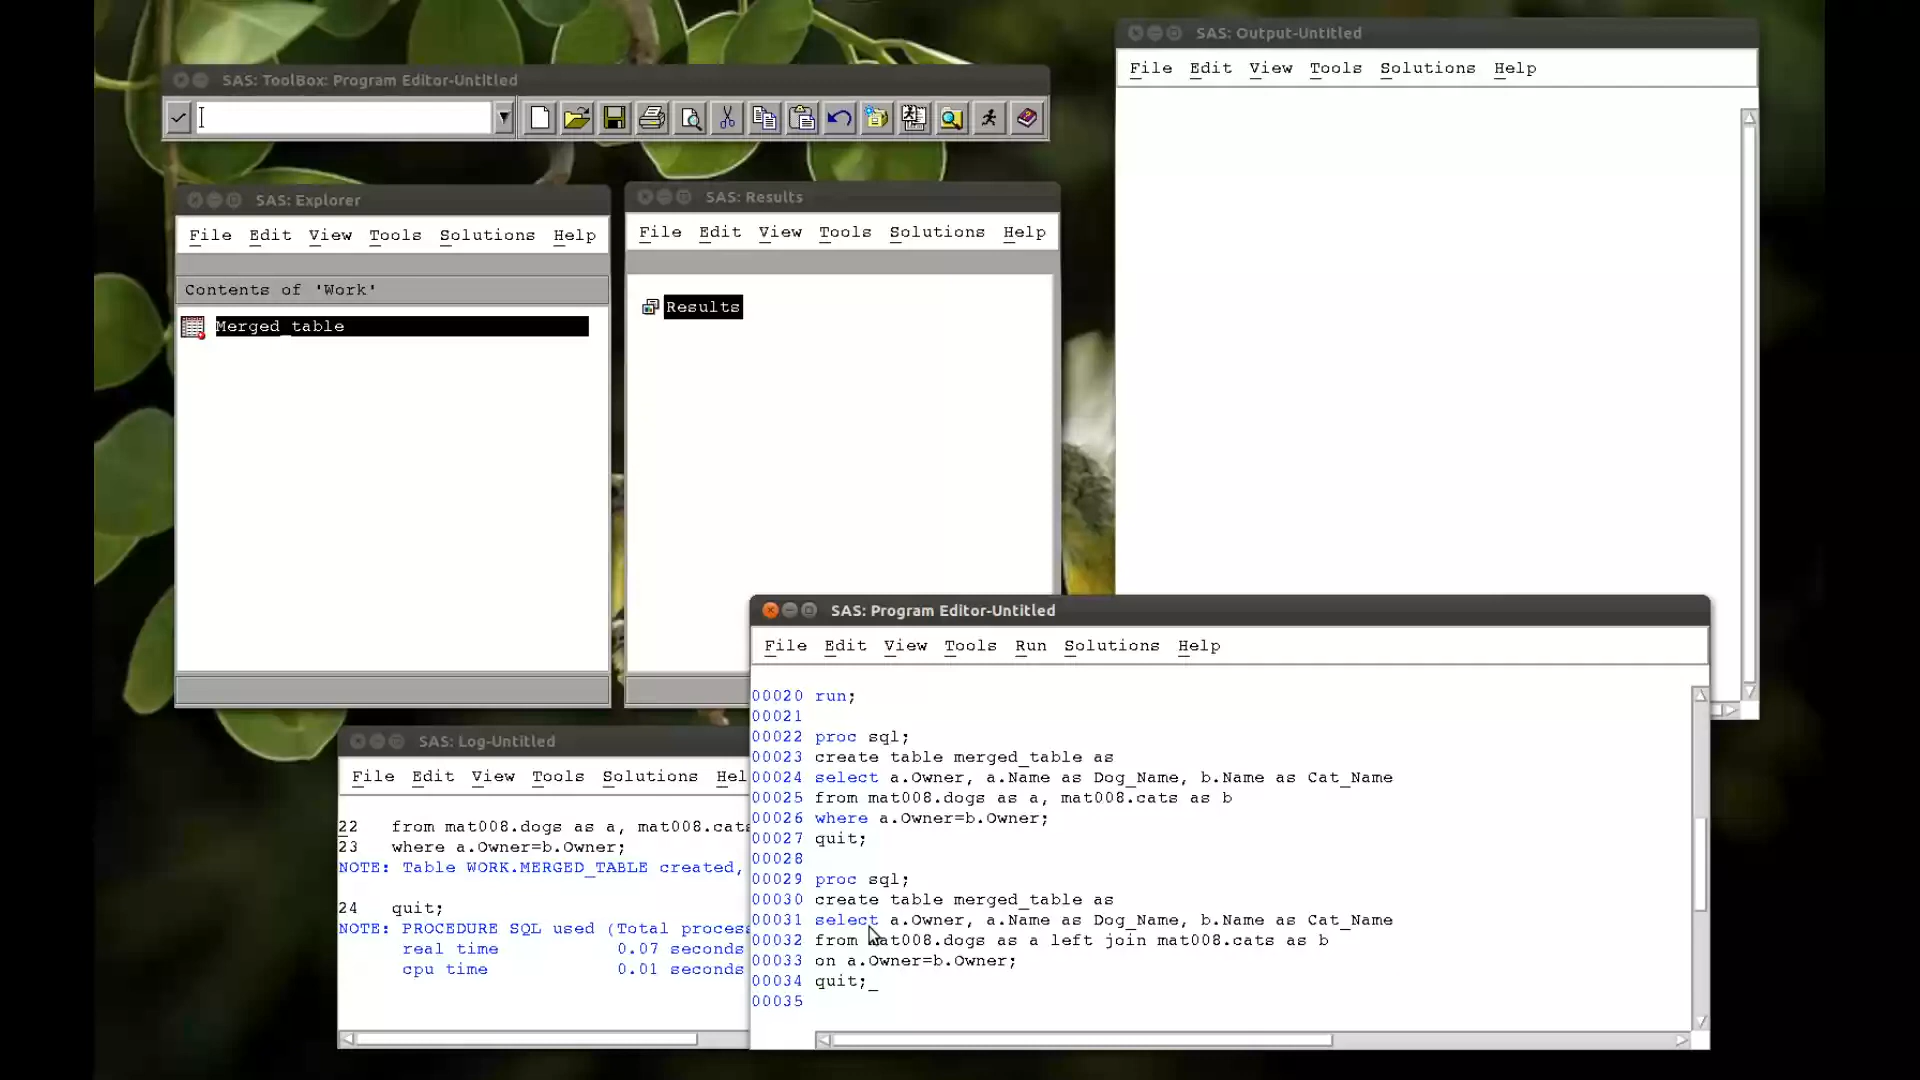 SAS: ToolBox: Program Editor-Untitled
SAS: Output-Untitled
File Edit View Tools Solutions Help
SAS: Explorer
File Edit View Tools Solutions Help
Contents of 'Work'
Merged_table
SAS: Results
File Edit View Tools Solutions Help
Results
SAS: Log-Untitled
File Edit View Tools Solutions Hel
22 from mat008.dogs as a, mat008.cats
23 where a.Owner=b.Owner;
NOTE: Table WORK.MERGED_TABLE created,
24 quit;
NOTE: PROCEDURE SQL used (Total process
real time 0.07 seconds
cpu time 0.01 seconds
SAS: Program Editor-Untitled
File Edit View Tools Run Solutions Help
00020 run;
00021
00022 proc sql;
00023 create table merged_table as
00024 select a.Owner, a.Name as Dog_Name, b.Name as Cat_Name
00025 from mat008.dogs as a, mat008.cats as b
00026 where a.Owner=b.Owner;
00027 quit;
00028
00029 proc sql;
00030 create table merged_table as
00031 select a.Owner, a.Name as Dog_Name, b.Name as Cat_Name
00032 from mat008.dogs as a left join mat008.cats as b
00033 on a.Owner=b.Owner;
00034 quit;_
00035